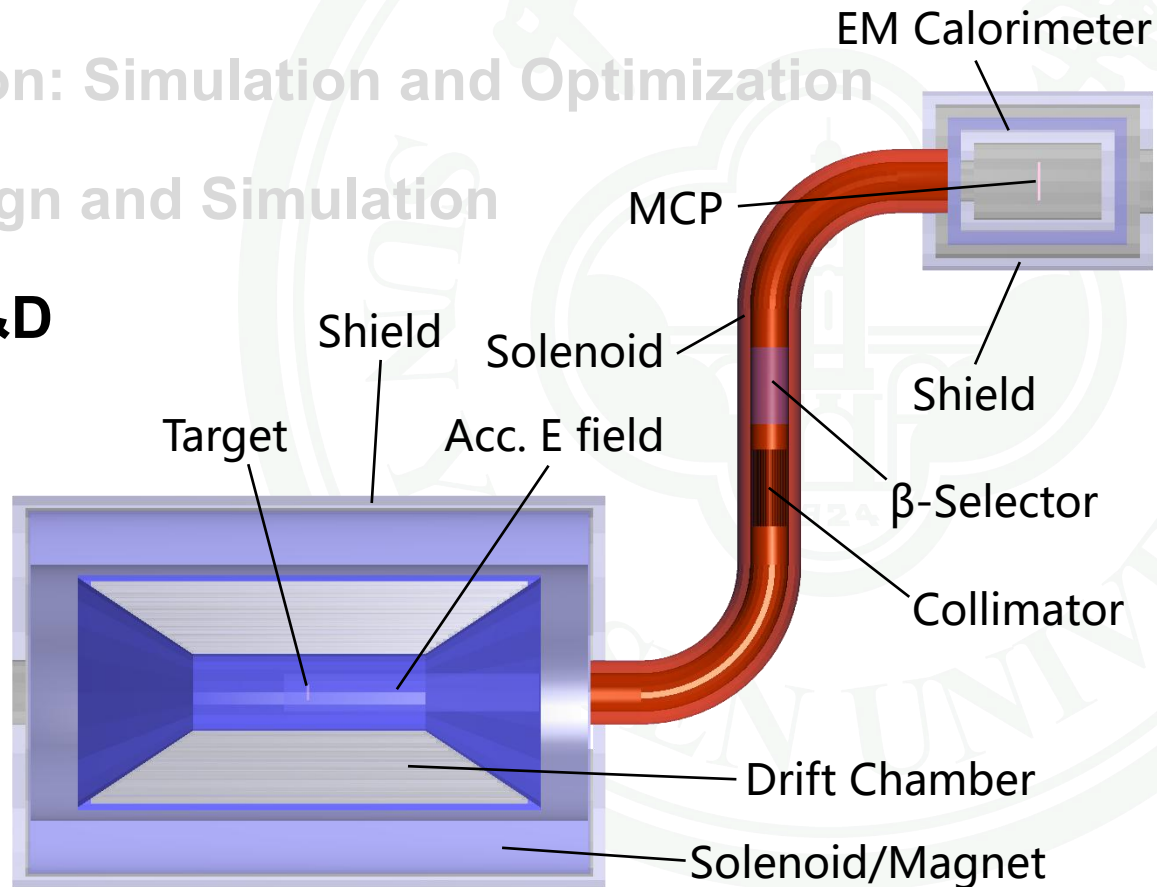 EM Calorimeter
on: Simulation and Optimization
gn and Simulation
MCP
&D
Shield
Solenoid
Shield
Target
Acc. E field
β-Selector
Collimator
Drift Chamber
Solenoid/Magnet